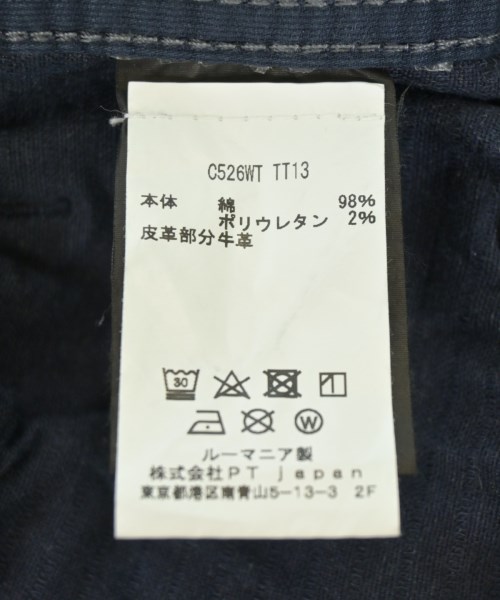 C526WT TT13
本体 綿 98%
ポリウレタン 2%
皮革部分牛革
30
W
ルーマニア製
株式会社PT japan
東京都港区南青山5-13-3 2F